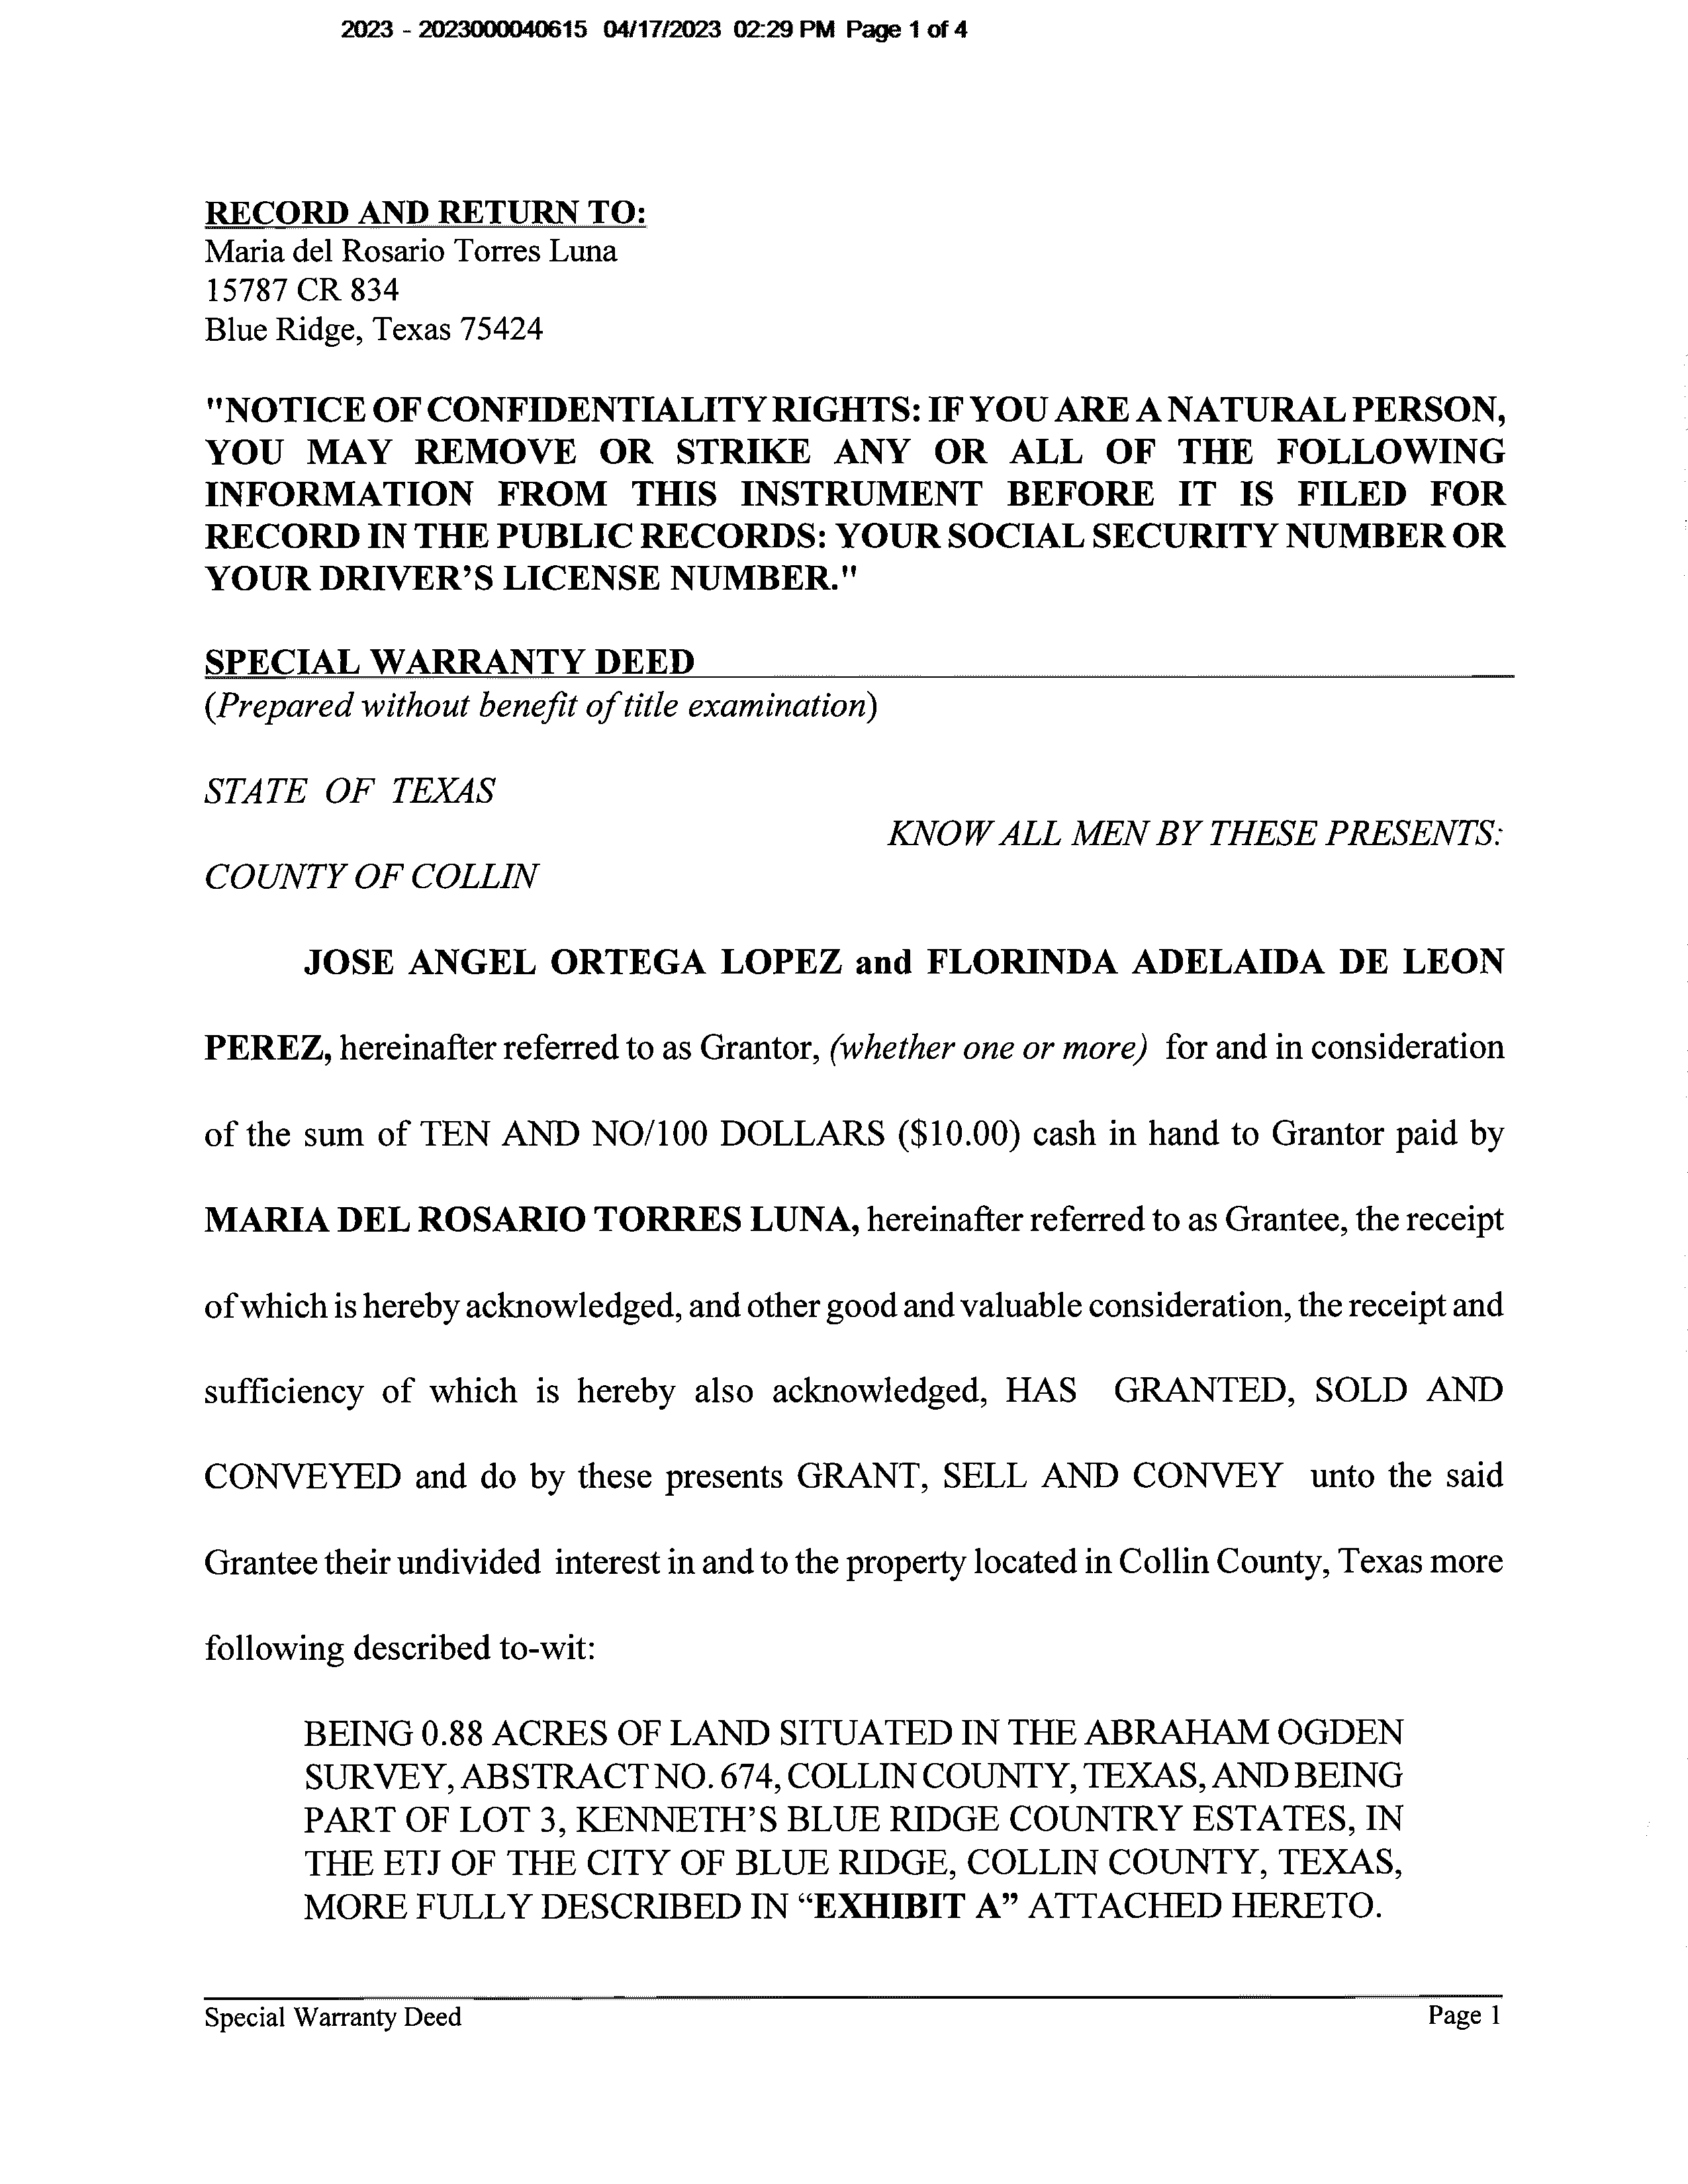 2023 - 2023000040615 04/17/2023 02:29 PM Page 1 of 4
RECORD AND RETURN TO:
Maria del Rosario Torres Luna
15787 CR 834
Blue Ridge, Texas 75424
"NOTICE OF CONFIDENTIALITY RIGHTS: IF YOU ARE A NATURAL PERSON,
YOU MAY REMOVE OR STRIKE ANY OR ALL OF THE FOLLOWING
INFORMATION FROM THIS INSTRUMENT BEFORE IT IS FILED FOR
RECORD IN THE PUBLIC RECORDS: YOUR SOCIAL SECURITY NUMBER OR
YOUR DRIVER'S LICENSE NUMBER."
SPECIAL WARRANTY DEED
(Prepared without benefit of title examination)
STATE OF TEXAS
KNOW ALL MEN BY THESE PRESENTS:
COUNTY OF COLLIN
JOSE ANGEL ORTEGA LOPEZ and FLORINDA ADELAIDA DE LEON
PEREZ, hereinafter referred to as Grantor, (whether one or more) for and in consideration
of the sum of TEN AND NO/100 DOLLARS ($10.00) cash in hand to Grantor paid by
MARIA DEL ROSARIO TORRES LUNA, hereinafter referred to as Grantee, the receipt
of which is hereby acknowledged, and other good and valuable consideration, the receipt and
sufficiency of which is hereby also acknowledged, HAS GRANTED, SOLD AND
CONVEYED and do by these presents GRANT, SELL AND CONVEY unto the said
Grantee their undivided interest in and to the property located in Collin County, Texas more
following described to-wit:
BEING 0.88 ACRES OF LAND SITUATED IN THE ABRAHAM OGDEN
SURVEY, ABSTRACT NO. 674, COLLIN COUNTY, TEXAS, AND BEING
PART OF LOT 3, KENNETH'S BLUE RIDGE COUNTRY ESTATES, IN
THE ETJ OF THE CITY OF BLUE RIDGE, COLLIN COUNTY, TEXAS,
MORE FULLY DESCRIBED IN “EXHIBIT A” ATTACHED HERETO.
Special Warranty Deed Page 1